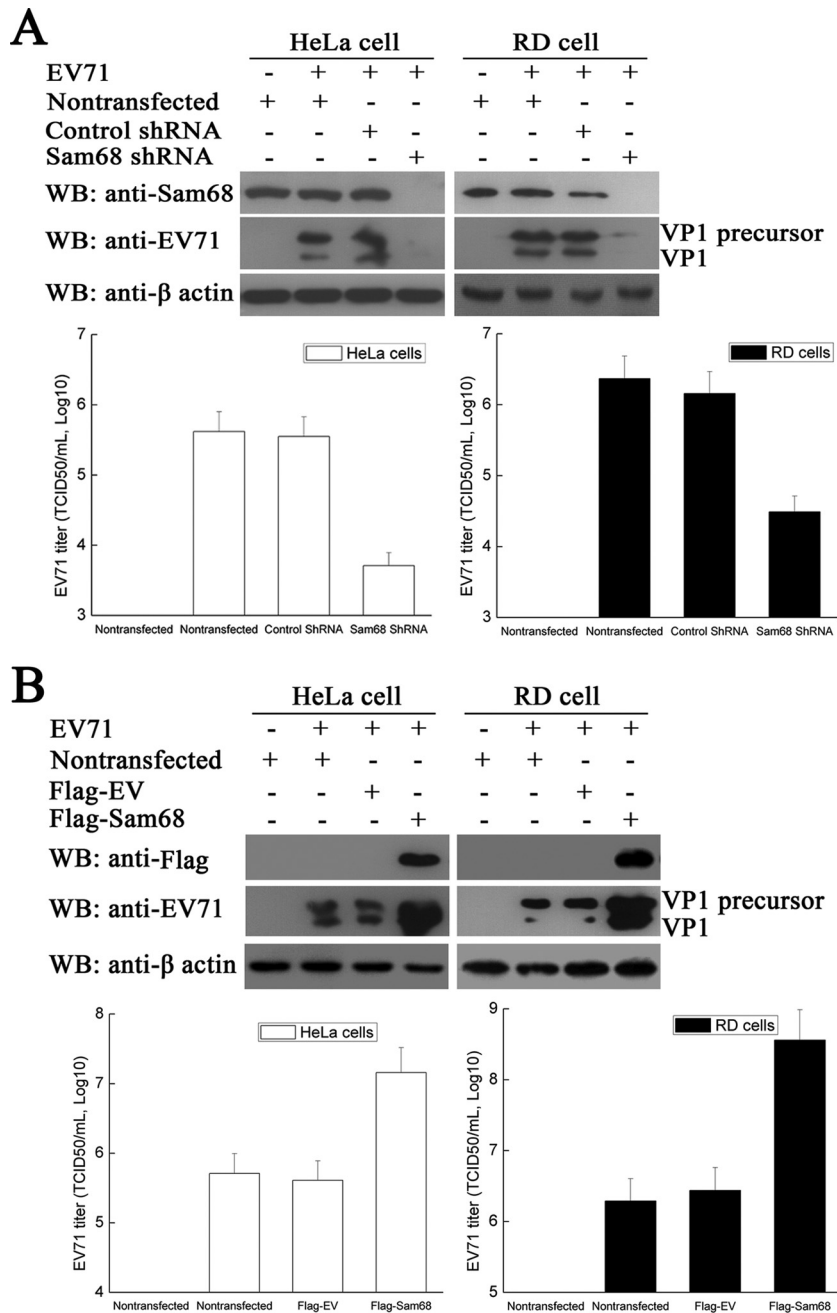 A
HeLa cell RD cell
EV71 - + + + - + + +
Nontransfected + + - - + + - -
Control shRNA - - + - - - + -
Sam68 shRNA - - - + - - - +
WB: anti-Sam68
WB: anti-EV71 VP1 precursor
VP1
WB: anti-β actin
7
6
5
4
3
EV71 titer (TCID50/mL, Log10)
HeLa cells
Nontransfected Nontransfected Control ShRNA Sam68 ShRNA
7
6
5
4
3
EV71 titer (TCID50/mL, Log10)
RD cells
Nontransfected Nontransfected Control ShRNA Sam68 ShRNA
B
HeLa cell RD cell
EV71 - + + + - + + +
Nontransfected + + - - + + - -
Flag-EV - - + - - - + -
Flag-Sam68 - - - + - - - +
WB: anti-Flag
WB: anti-EV71 VP1 precursor
VP1
WB: anti-β actin
8
7
6
5
4
EV71 titer (TCID50/mL, Log10)
HeLa cells
Nontransfected Nontransfected Flag-EV Flag-Sam68
9
8
7
6
5
EV71 titer (TCID50/mL, Log10)
RD cells
Nontransfected Nontransfected Flag-EV Flag-Sam68